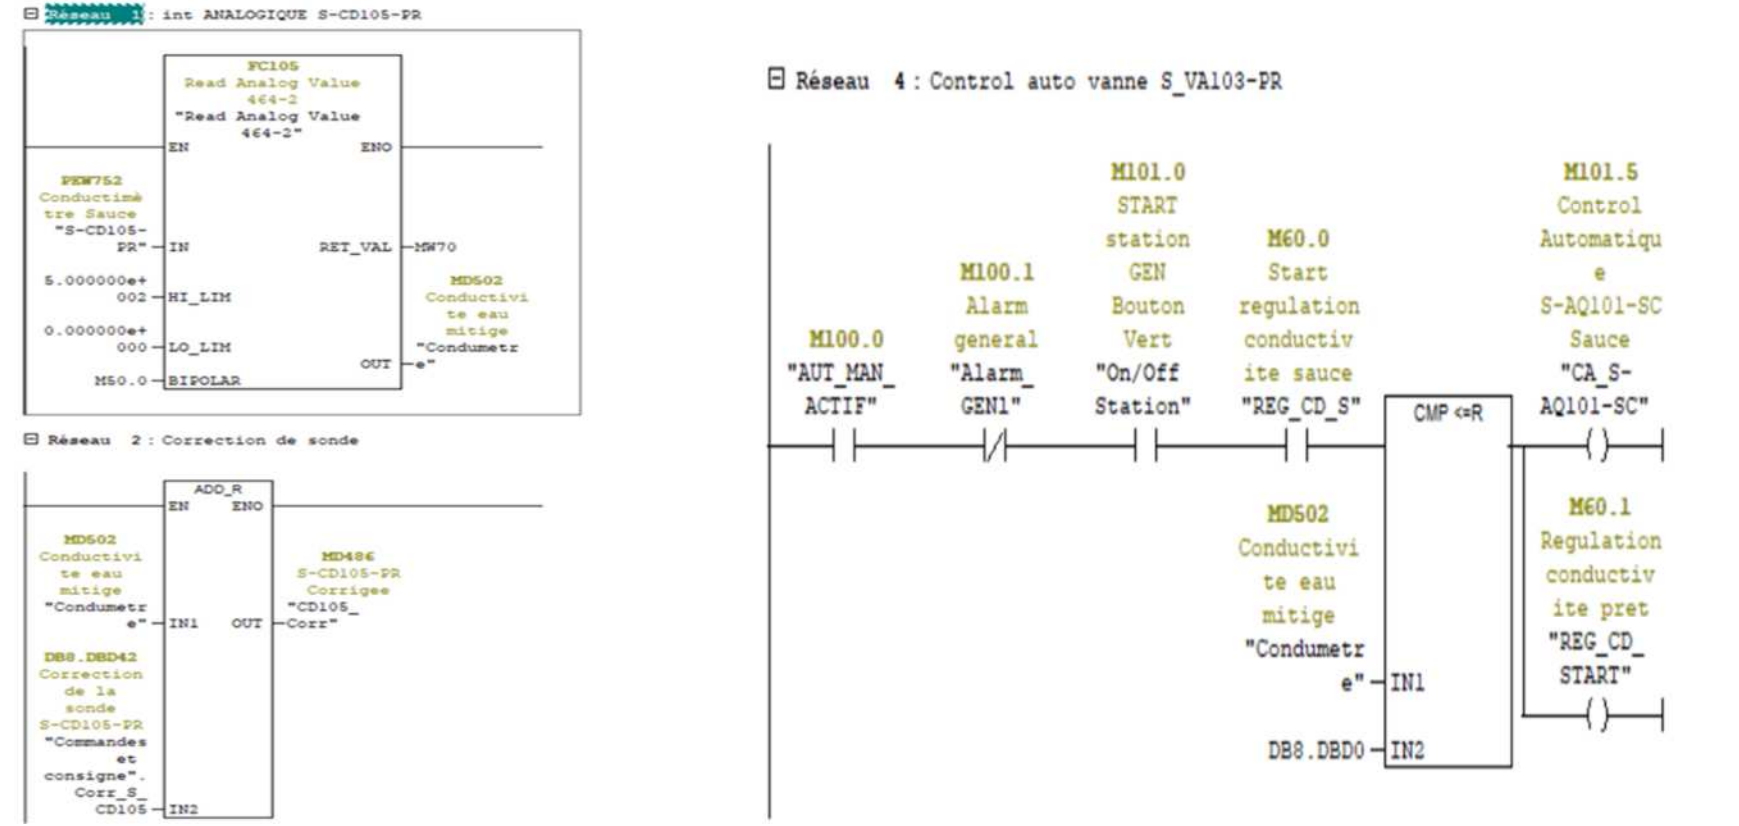 Réseau 1 : int ANALOGIQUE S-CD105-PR
FC105
Read Analog Value
464-2
"Read Analog Value
464-2"
EN ENO
PEW752
Conductimè
tre Sauce
"S-CD105-
PR" IN RET_VAL MW70
5.000000e+
002 HI_LIM
MD502
Conductivi
te eau
mitige
"Condumetr
e"
0.000000e+
000 LO_LIM
OUT
M50.0 BIPOLAR
Réseau 2 : Correction de sonde
ADD_R
EN ENO
MD502
Conductivi
te eau
mitige
"Condumetr
e" IN1 OUT
MD486
S-CD105-PR
Corrigee
"CD105_
Corr"
DB8.DBD42
Correction
de la
sonde
S-CD105-PR
"Commandes
et
consigne".
Corr_S_
CD105 IN2
Réseau 4 : Control auto vanne S_VA103-PR
M100.0
"AUT_MAN_
ACTIF"
M100.1
Alarm
general
"Alarm_
GEN1"
M101.0
START
station
GEN
Bouton
Vert
"On/Off
Station"
M60.0
Start
regulation
conductiv
ite sauce
"REG_CD_S"
CMP <=R
M101.5
Control
Automatiqu
e
S-AQ101-SC
Sauce
"CA_S-
AQ101-SC"
MD502
Conductivi
te eau
mitige
"Condumetr
e" IN1
DB8.DBD0 IN2
M60.1
Regulation
conductiv
ite pret
"REG_CD_
START"